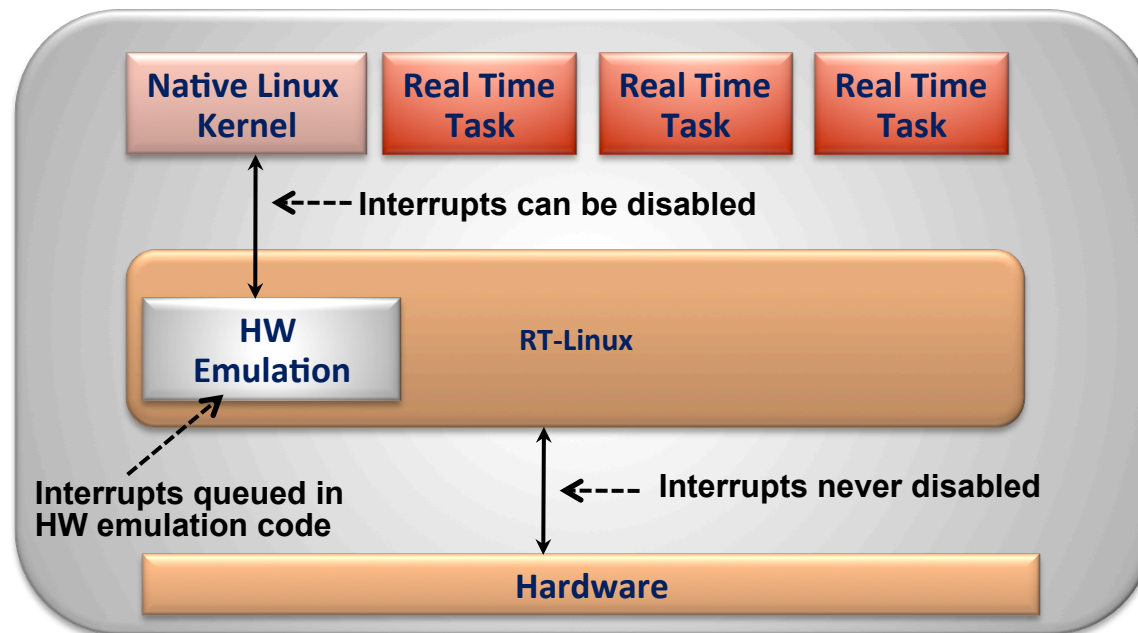 Native Linux
Kernel
Real Time
Task
Real Time
Task
Real Time
Task
Interrupts can be disabled
HW
Emulation
RT-Linux
Interrupts queued in
HW emulation code
Interrupts never disabled
Hardware